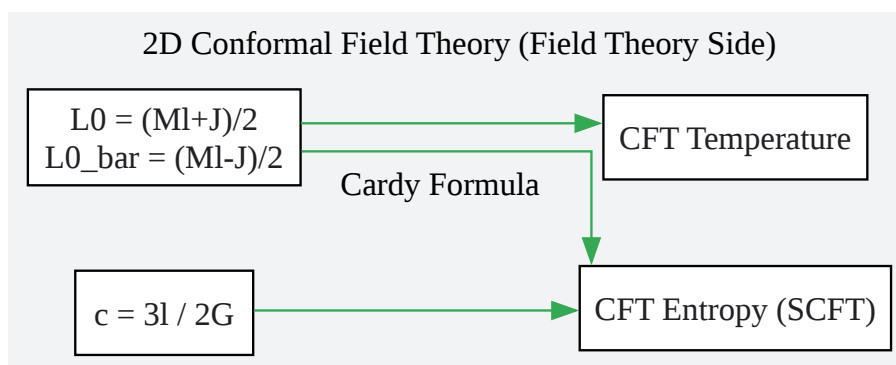 2D Conformal Field Theory (Field Theory Side)
L0 = (Ml+J)/2
L0_bar = (Ml-J)/2
CFT Temperature
Cardy Formula
c = 3l / 2G
CFT Entropy (SCFT)